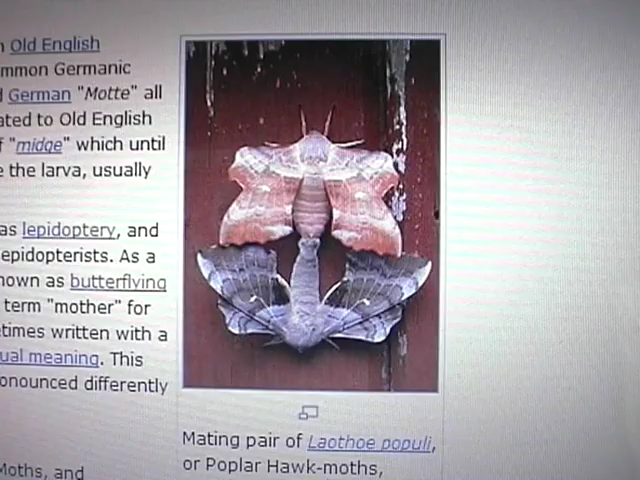 Old English
mmon Germanic
German "Motte" all
ated to Old English
"midge" which until
e the larva, usually
as lepidoptery, and
epidopterists. As a
nown as butterflying
term "mother" for
times written with a
ual meaning. This
onounced differently
Moths, and
Mating pair of Laothoe populi,
or Poplar Hawk-moths,